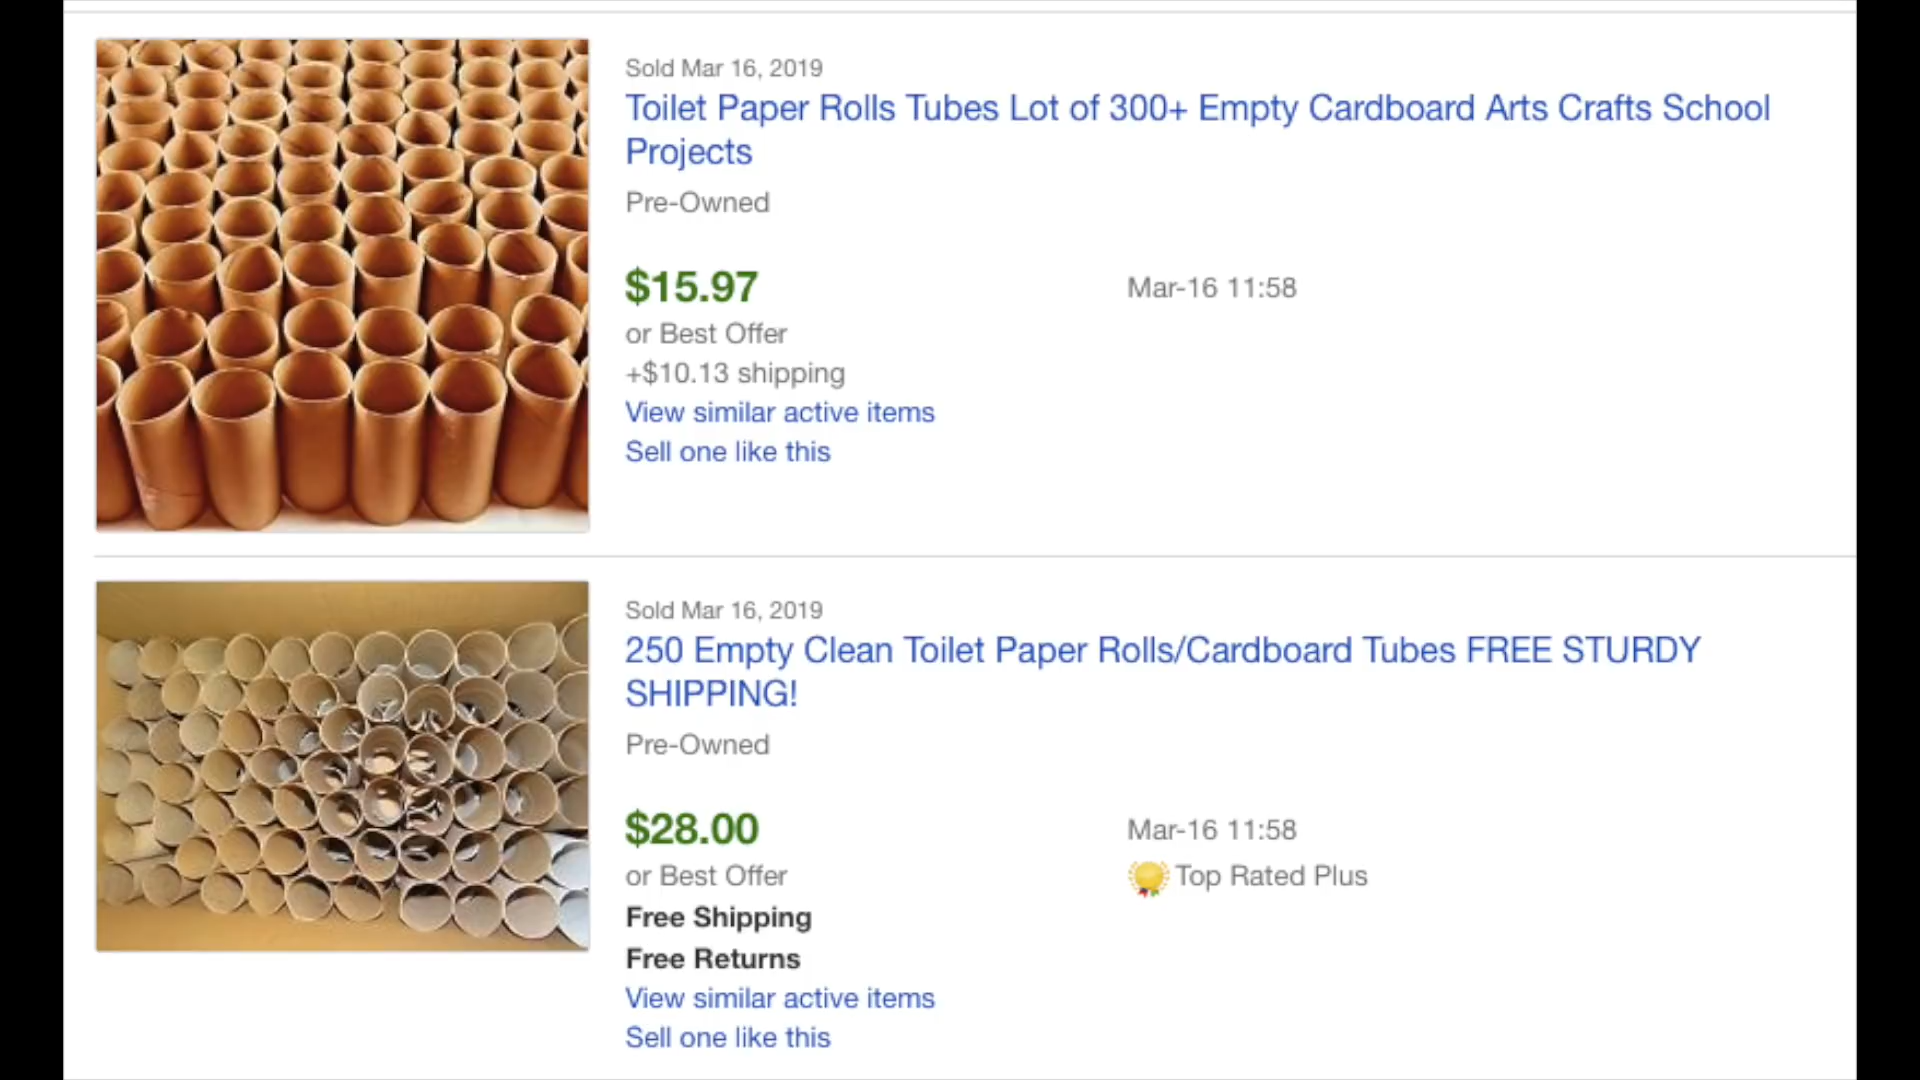 Sold Mar 16, 2019
Toilet Paper Rolls Tubes Lot of 300+ Empty Cardboard Arts Crafts School
Projects
Pre-Owned
$15.97
Mar-16 11:58
or Best Offer
+$10.13 shipping
View similar active items
Sell one like this
Sold Mar 16, 2019
250 Empty Clean Toilet Paper Rolls/Cardboard Tubes FREE STURDY
SHIPPING!
Pre-Owned
$28.00
Mar-16 11:58
or Best Offer
Top Rated Plus
Free Shipping
Free Returns
View similar active items
Sell one like this